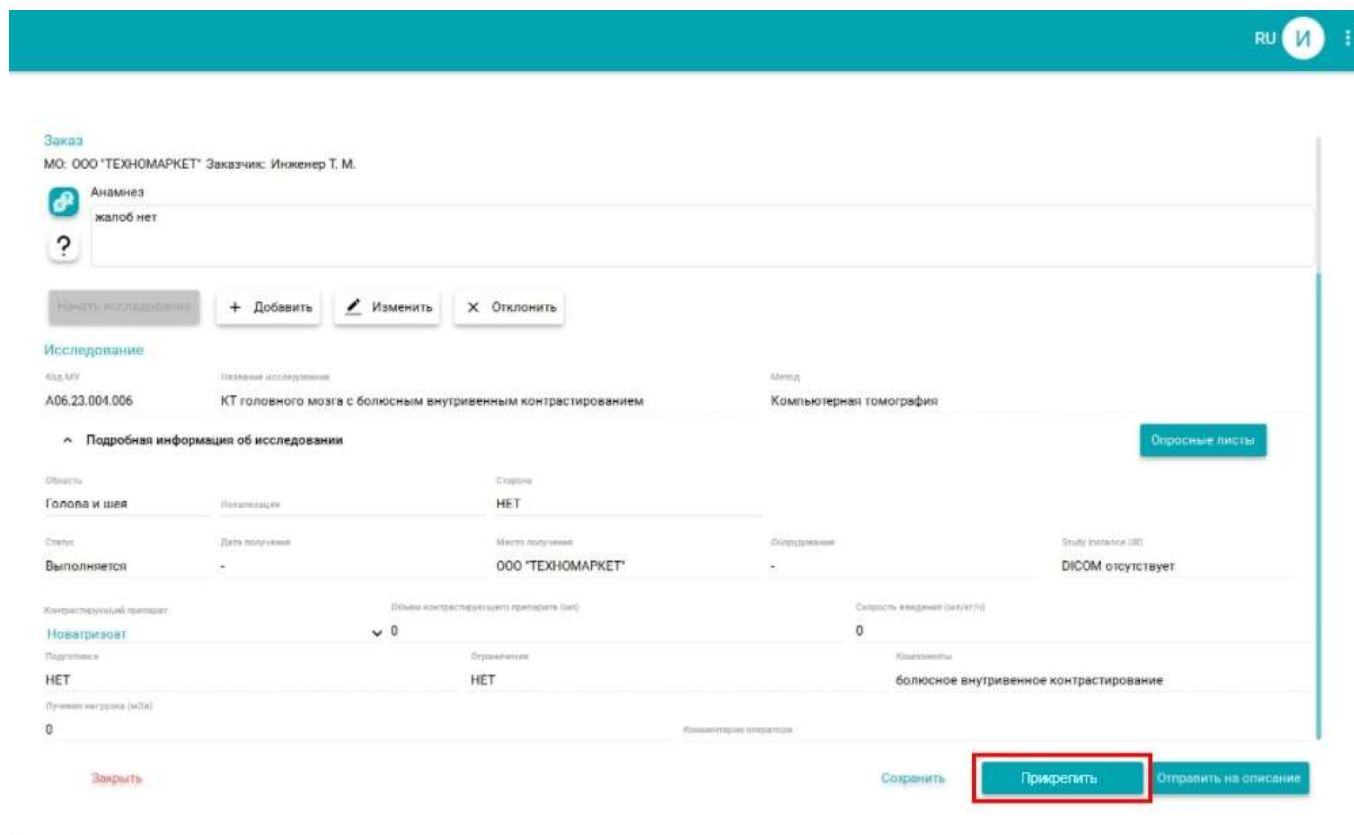 RU И
Заказ
МО: ООО "ТЕХНОМАРКЕТ" Заказчик: Инженер Т. М.
Анамнез
жалоб нет
?
Начать исследование + Добавить Изменить X Отклонить
Исследование
Код МУ Название исследования Метод
A06.23.004.006 КТ головного мозга с болюсным внутривенным контрастированием Компьютерная томография
Подробная информация об исследовании Опросные листы
Область Локализация Сторона
Голова и шея НЕТ
Статус Дата получения Место получения Оборудование Study Instance UID
Выполняется - ООО "ТЕХНОМАРКЕТ" - DICOM отсутствует
Контрастирующий препарат Объем контрастирующего препарата (мл) Скорость введения (мл/кг/ч)
Новатризоат 0 0
Подготовка Ограничения Компоненты
НЕТ НЕТ болюсное внутривенное контрастирование
Лучевая нагрузка (мЗв)
0 Комментарии оператора
Закрыть Сохранить Прикрепить Отправить на описание